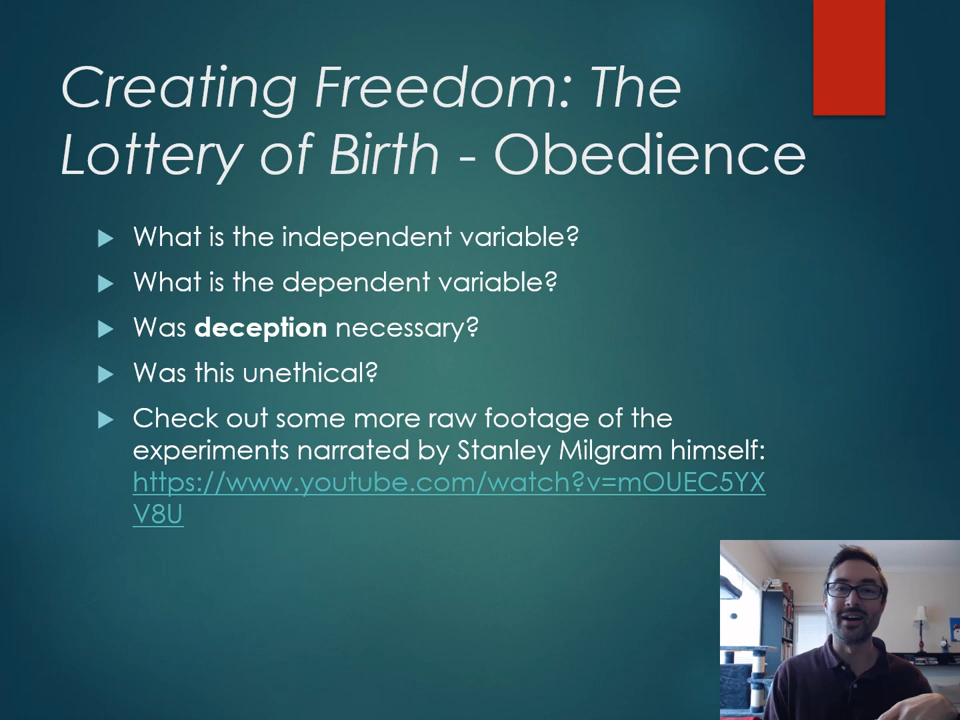 Creating Freedom: The
Lottery of Birth - Obedience
What is the independent variable?
What is the dependent variable?
Was deception necessary?
Was this unethical?
Check out some more raw footage of the
experiments narrated by Stanley Milgram himself:
https://www.youtube.com/watch?v=mOUEC5YX
V8U